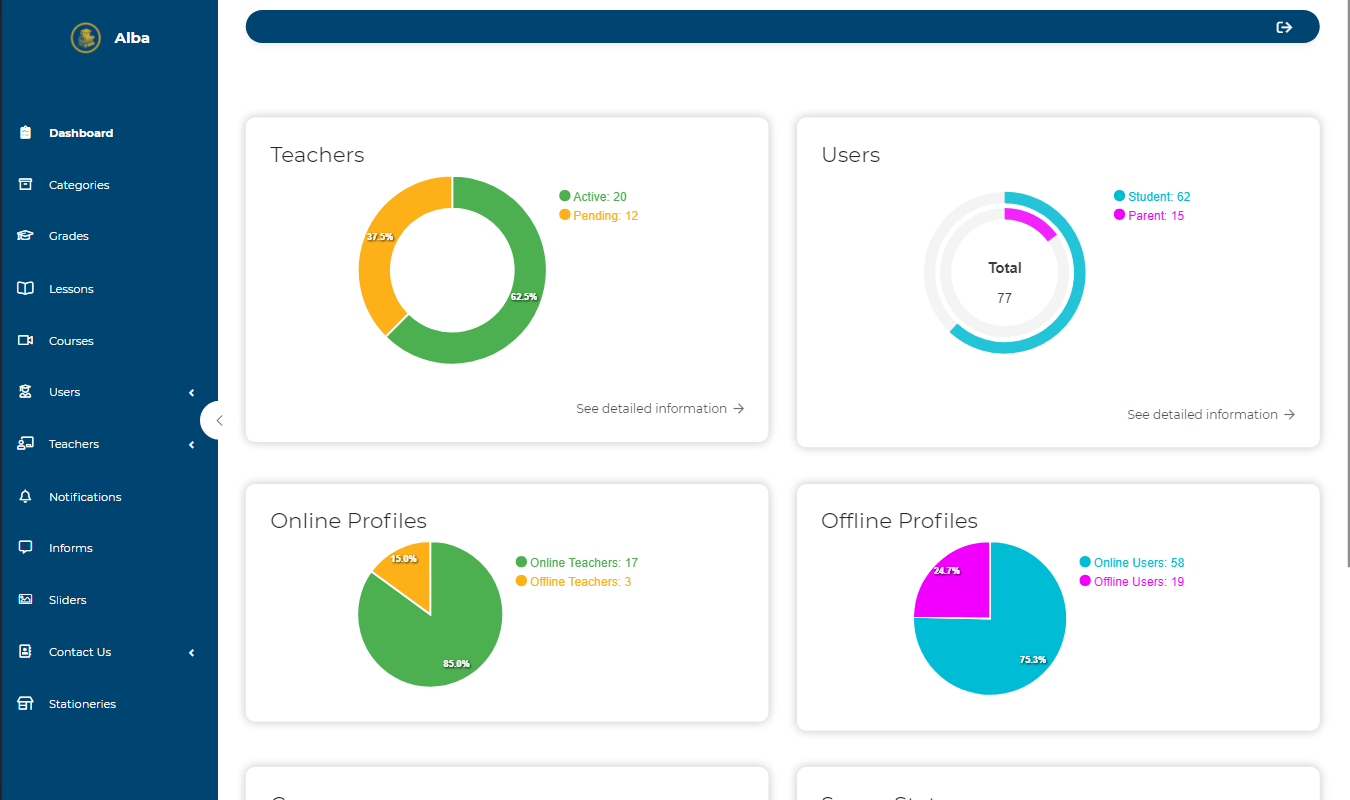 Alba
Dashboard
Categories
Grades
Lessons
Courses
Users
Teachers
Notifications
Informs
Sliders
Contact Us
Stationeries
Teachers
Active: 20
Pending: 12
37.5%
62.5%
See detailed information
Users
Student: 62
Parent: 15
Total
77
See detailed information
Online Profiles
Online Teachers: 17
Offline Teachers: 3
15.0%
85.0%
Offline Profiles
Online Users: 58
Offline Users: 19
24.7%
75.3%